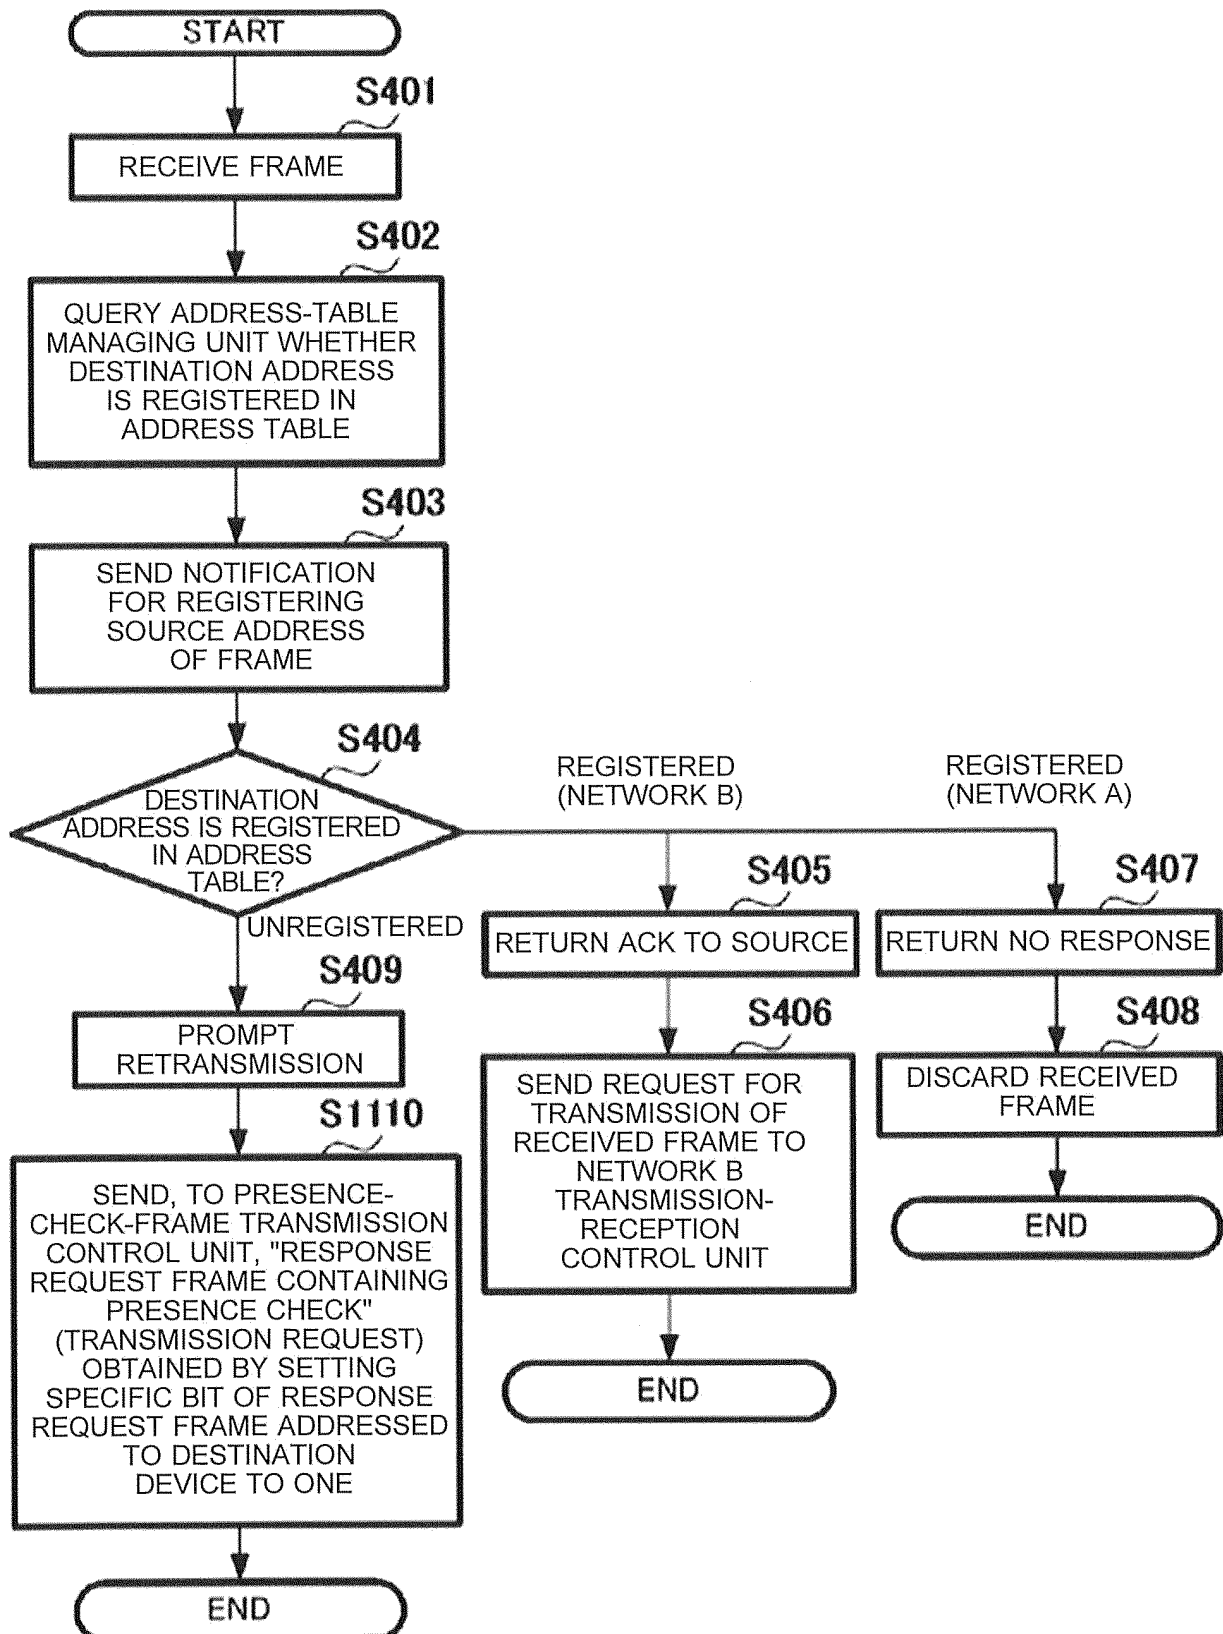 START
S401
RECEIVE FRAME
S402
QUERY ADDRESS-TABLE
MANAGING UNIT WHETHER
DESTINATION ADDRESS
IS REGISTERED IN
ADDRESS TABLE
S403
SEND NOTIFICATION
FOR REGISTERING
SOURCE ADDRESS
OF FRAME
S404
DESTINATION
ADDRESS IS REGISTERED
IN ADDRESS
TABLE?
UNREGISTERED
S409
PROMPT
RETRANSMISSION
S1110
SEND, TO PRESENCE-
CHECK-FRAME TRANSMISSION
CONTROL UNIT, "RESPONSE
REQUEST FRAME CONTAINING
PRESENCE CHECK"
(TRANSMISSION REQUEST)
OBTAINED BY SETTING
SPECIFIC BIT OF RESPONSE
REQUEST FRAME ADDRESSED
TO DESTINATION
DEVICE TO ONE
END
REGISTERED
(NETWORK B)
S405
RETURN ACK TO SOURCE
S406
SEND REQUEST FOR
TRANSMISSION OF
RECEIVED FRAME TO
NETWORK B
TRANSMISSION-
RECEPTION
CONTROL UNIT
END
REGISTERED
(NETWORK A)
S407
RETURN NO RESPONSE
S408
DISCARD RECEIVED
FRAME
END